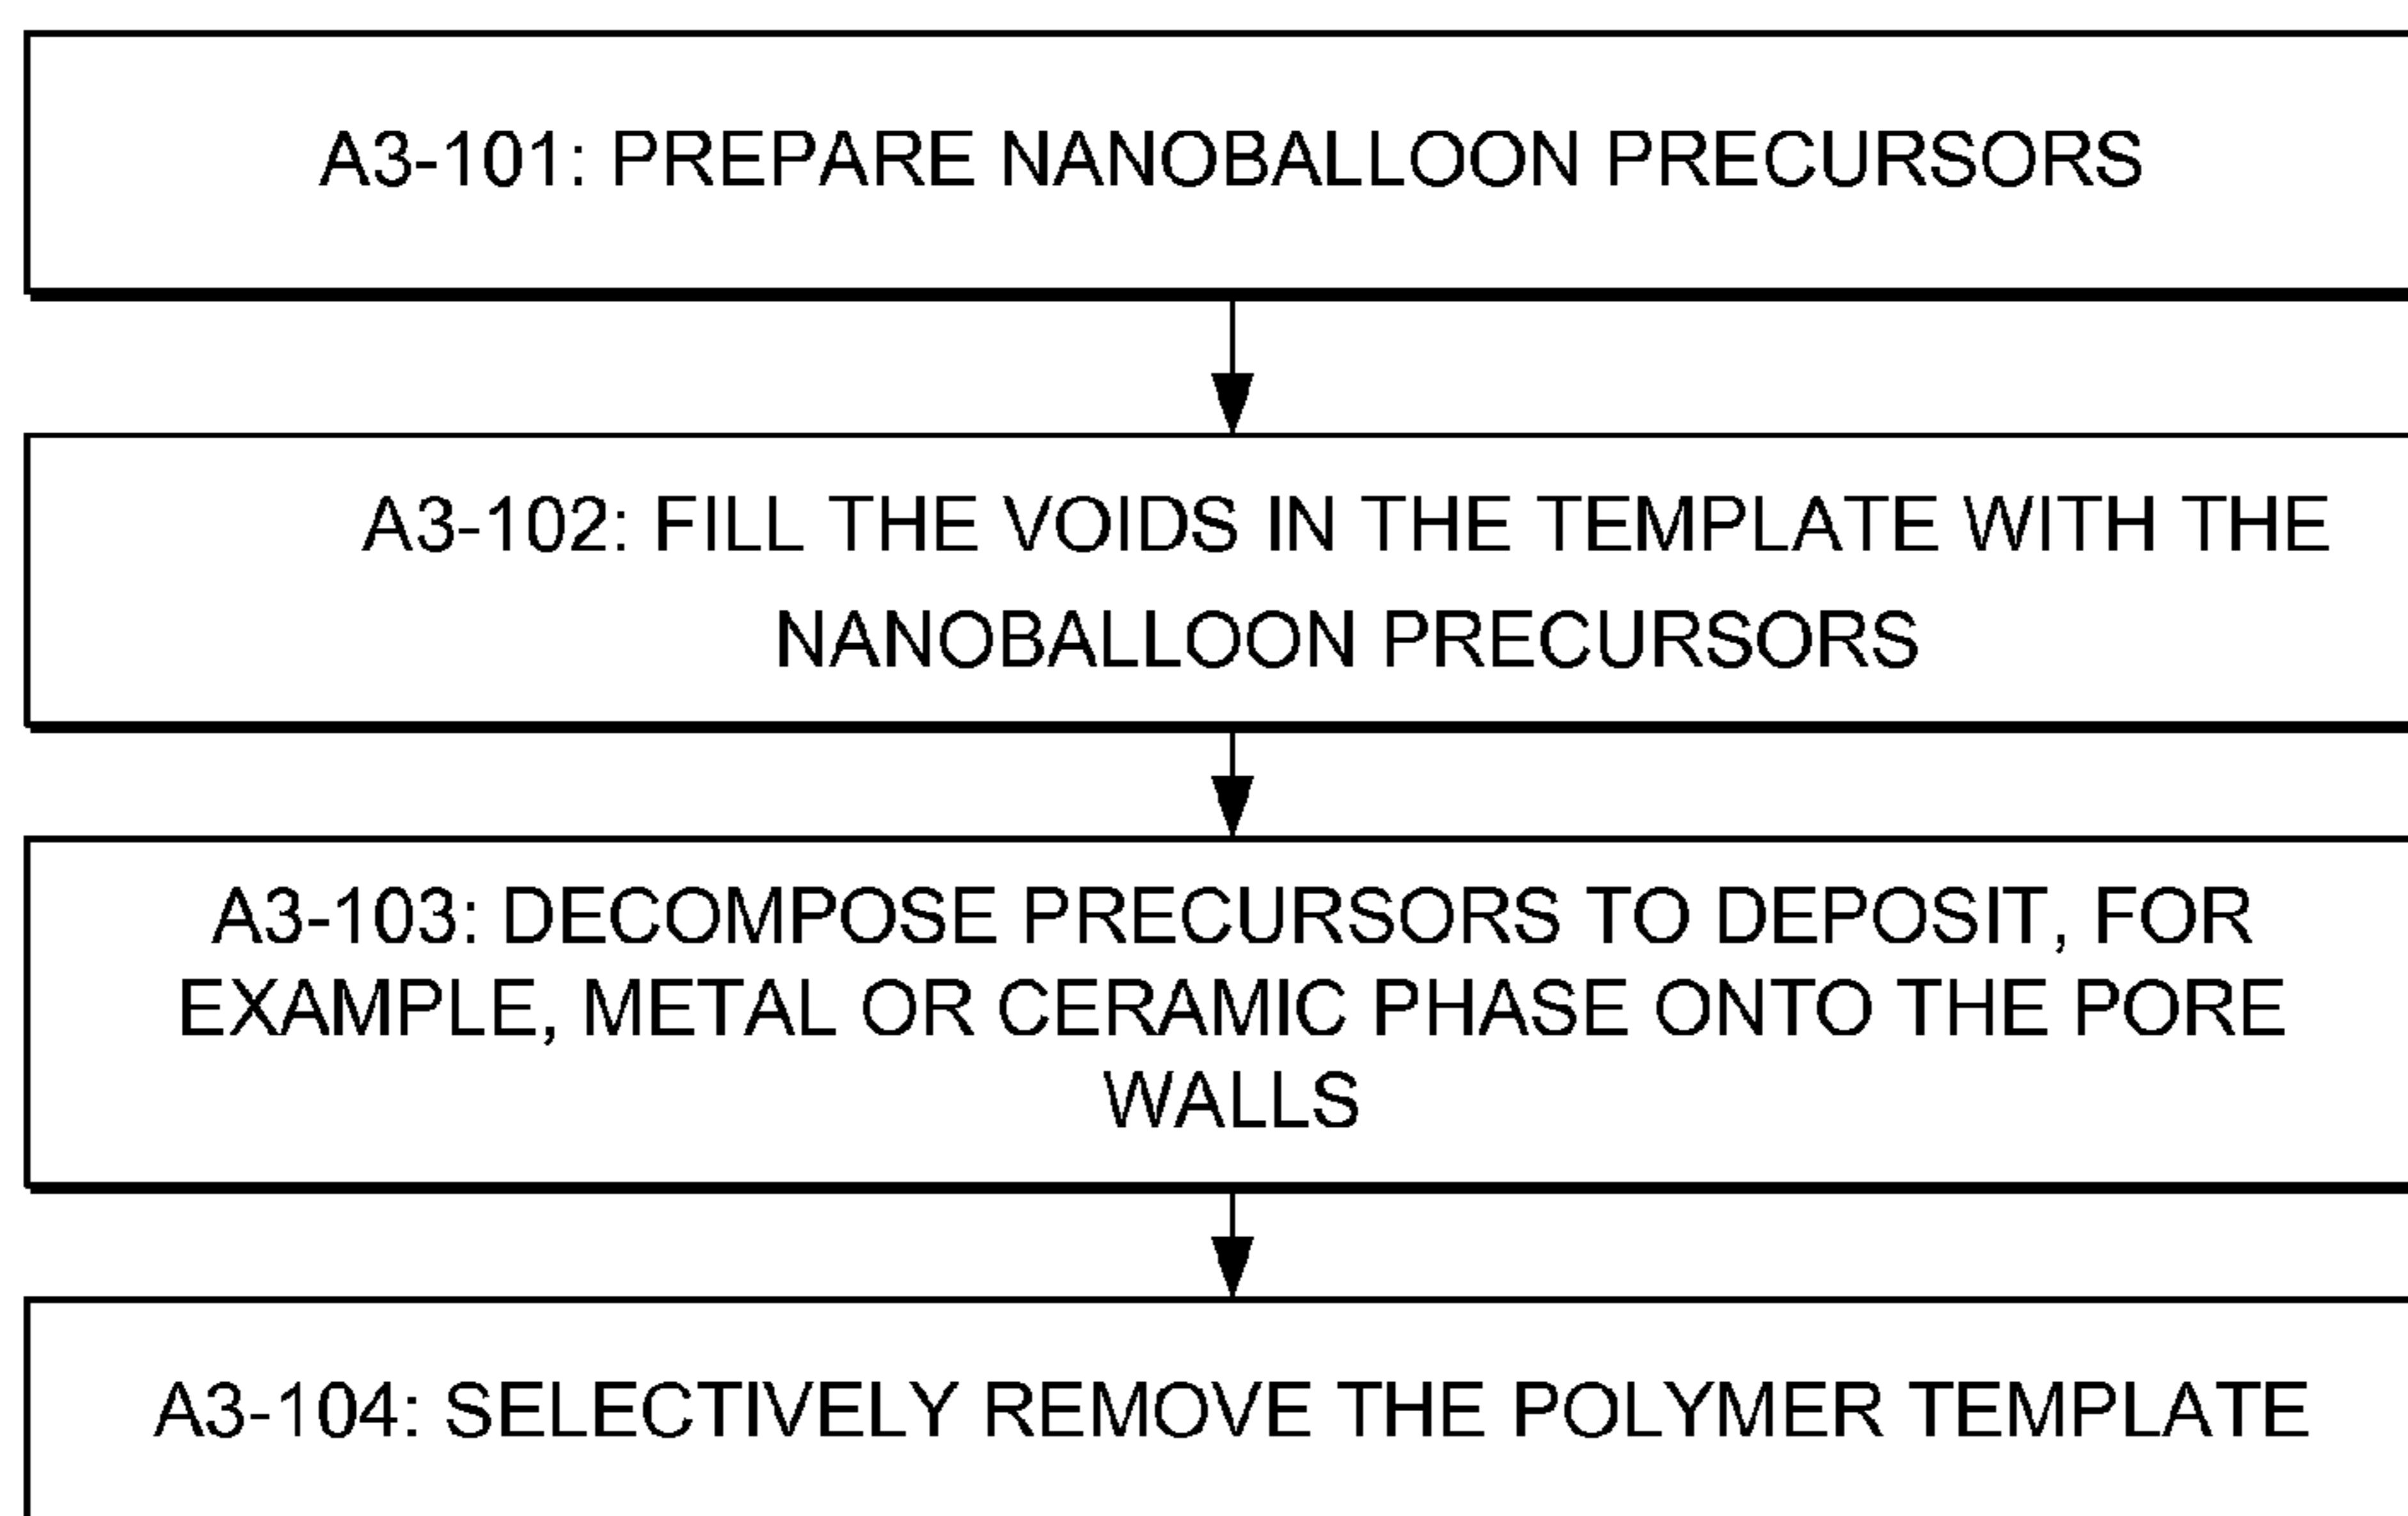 A3-101: PREPARE NANOBALLOON PRECURSORS
A3-102: FILL THE VOIDS IN THE TEMPLATE WITH THE
NANOBALLOON PRECURSORS
A3-103: DECOMPOSE PRECURSORS TO DEPOSIT, FOR
EXAMPLE, METAL OR CERAMIC PHASE ONTO THE PORE
WALLS
A3-104: SELECTIVELY REMOVE THE POLYMER TEMPLATE